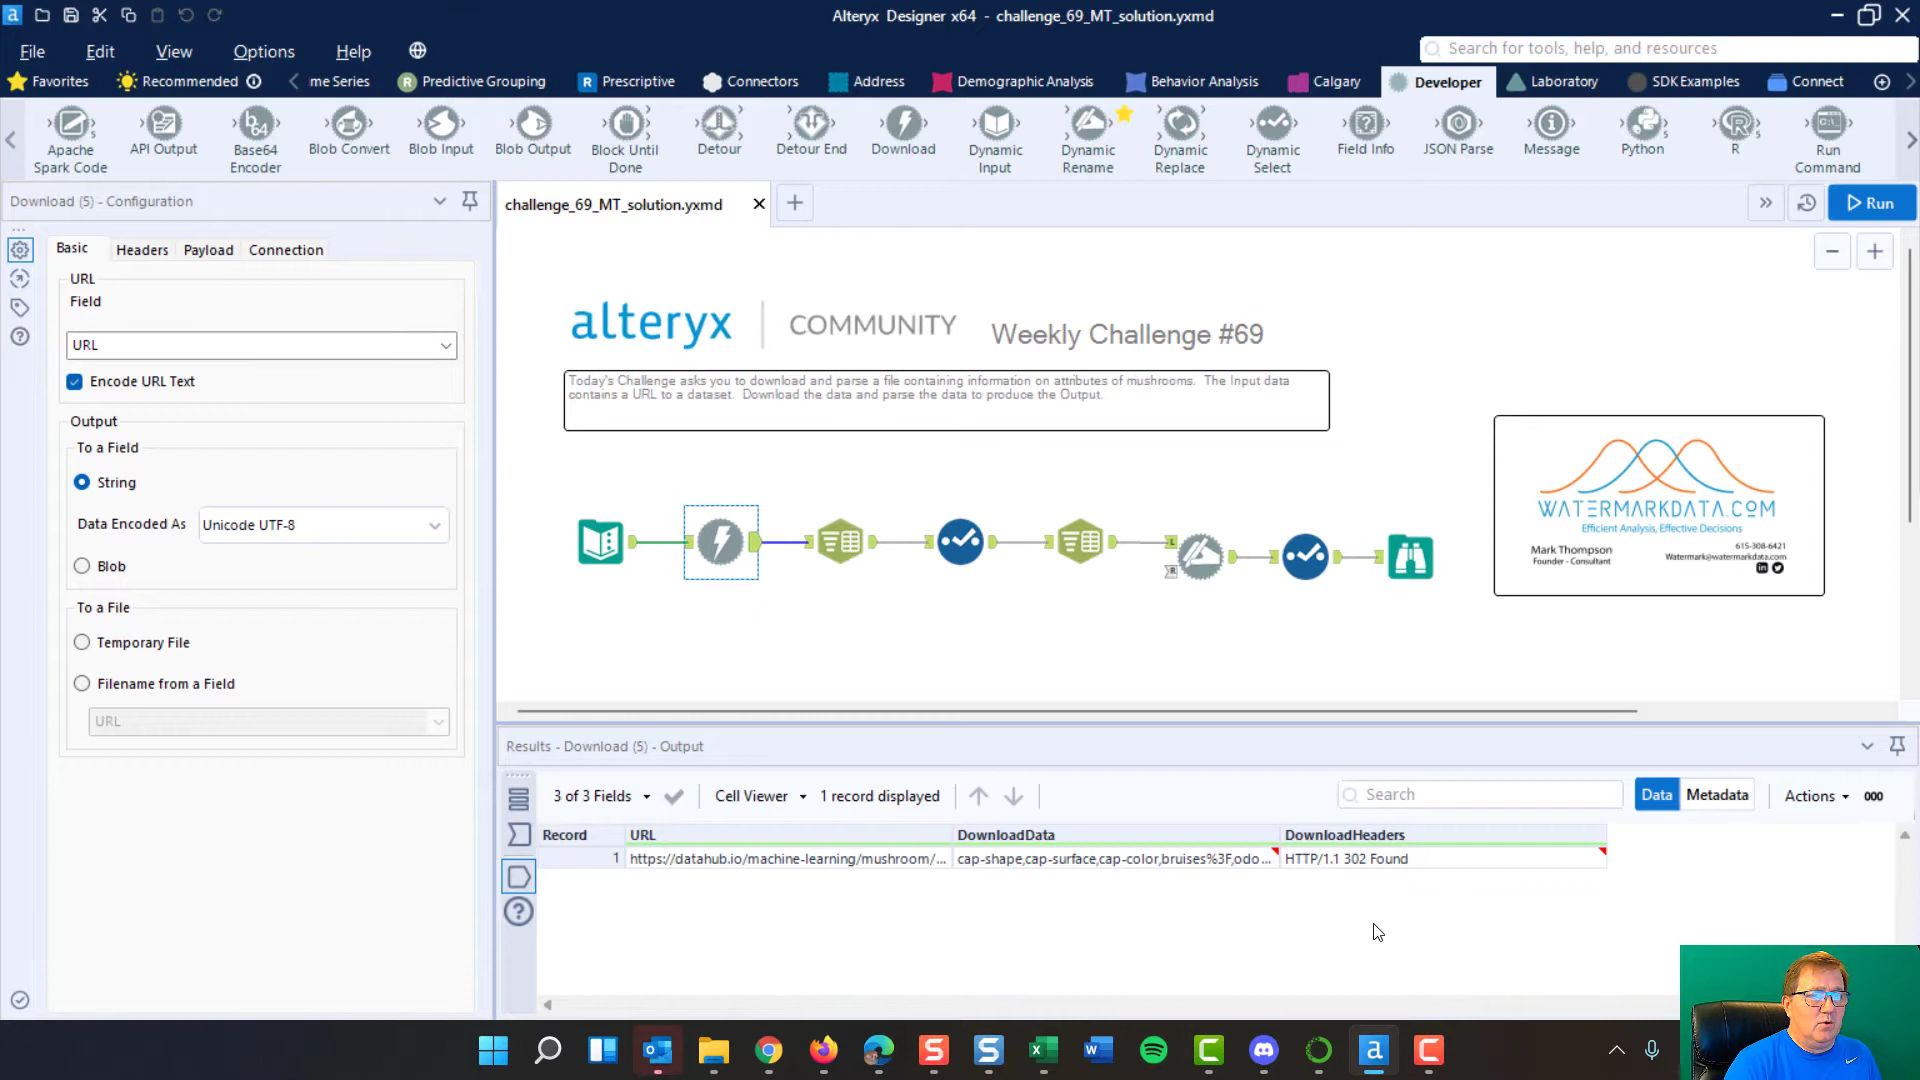 Alteryx Designer x64 - challenge_69_MT_solution.yxmd
File Edit View Options Help
Search for tools, help, and resources
Favorites Recommended me Series Predictive Grouping Prescriptive Connectors Address Demographic Analysis Behavior Analysis Calgary Developer Laboratory SDK Examples Connect
Apache Spark Code
API Output
Base64 Encoder
Blob Convert
Blob Input
Blob Output
Block Until Done
Detour
Detour End
Download
Dynamic Input
Dynamic Rename
Dynamic Replace
Dynamic Select
Field Info
JSON Parse
Message
Python
R
Run Command
Download (5) - Configuration
Basic Headers Payload Connection
URL
Field
URL
Encode URL Text
Output
To a Field
String
Data Encoded As Unicode UTF-8
Blob
To a File
Temporary File
Filename from a Field
URL
challenge_69_MT_solution.yxmd
Run
alteryx COMMUNITY Weekly Challenge #69
Today's Challenge asks you to download and parse a file containing information on attributes of mushrooms. The Input data
contains a URL to a dataset. Download the data and parse the data to produce the Output.
WATERMARKDATA.COM
Efficient Analysis, Effective Decisions
Mark Thompson
Founder - Consultant
615-308-6421
Watermark@watermarkdata.com
Results - Download (5) - Output
3 of 3 Fields Cell Viewer 1 record displayed Search Data Metadata Actions 000
Record URL DownloadData DownloadHeaders
1 https://datahub.io/machine-learning/mushroom/... cap-shape,cap-surface,cap-color,bruises%3F,odo... HTTP/1.1 302 Found